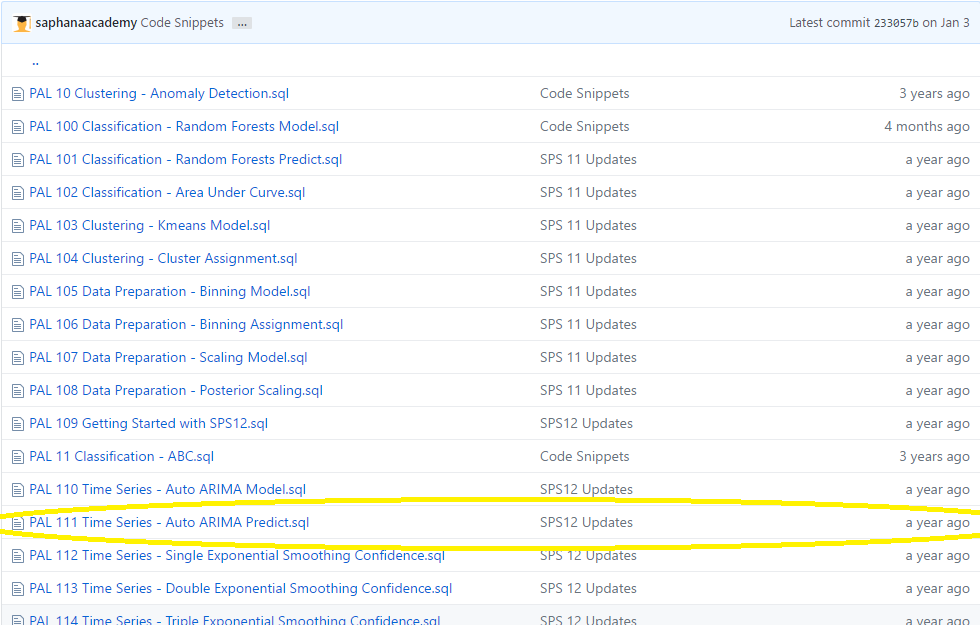 saphanaacademy Code Snippets ... Latest commit 233057b on Jan 3
..
PAL 10 Clustering - Anomaly Detection.sql Code Snippets 3 years ago
PAL 100 Classification - Random Forests Model.sql Code Snippets 4 months ago
PAL 101 Classification - Random Forests Predict.sql SPS 11 Updates a year ago
PAL 102 Classification - Area Under Curve.sql SPS 11 Updates a year ago
PAL 103 Clustering - Kmeans Model.sql SPS 11 Updates a year ago
PAL 104 Clustering - Cluster Assignment.sql SPS 11 Updates a year ago
PAL 105 Data Preparation - Binning Model.sql SPS 11 Updates a year ago
PAL 106 Data Preparation - Binning Assignment.sql SPS 11 Updates a year ago
PAL 107 Data Preparation - Scaling Model.sql SPS 11 Updates a year ago
PAL 108 Data Preparation - Posterior Scaling.sql SPS 11 Updates a year ago
PAL 109 Getting Started with SPS12.sql SPS12 Updates a year ago
PAL 11 Classification - ABC.sql Code Snippets 3 years ago
PAL 110 Time Series - Auto ARIMA Model.sql SPS12 Updates a year ago
PAL 111 Time Series - Auto ARIMA Predict.sql SPS12 Updates a year ago
PAL 112 Time Series - Single Exponential Smoothing Confidence.sql SPS 12 Updates a year ago
PAL 113 Time Series - Double Exponential Smoothing Confidence.sql SPS 12 Updates a year ago
PAL 114 Time Series - Triple Exponential Smoothing Confidence.sql SPS 12 Updates a year ago